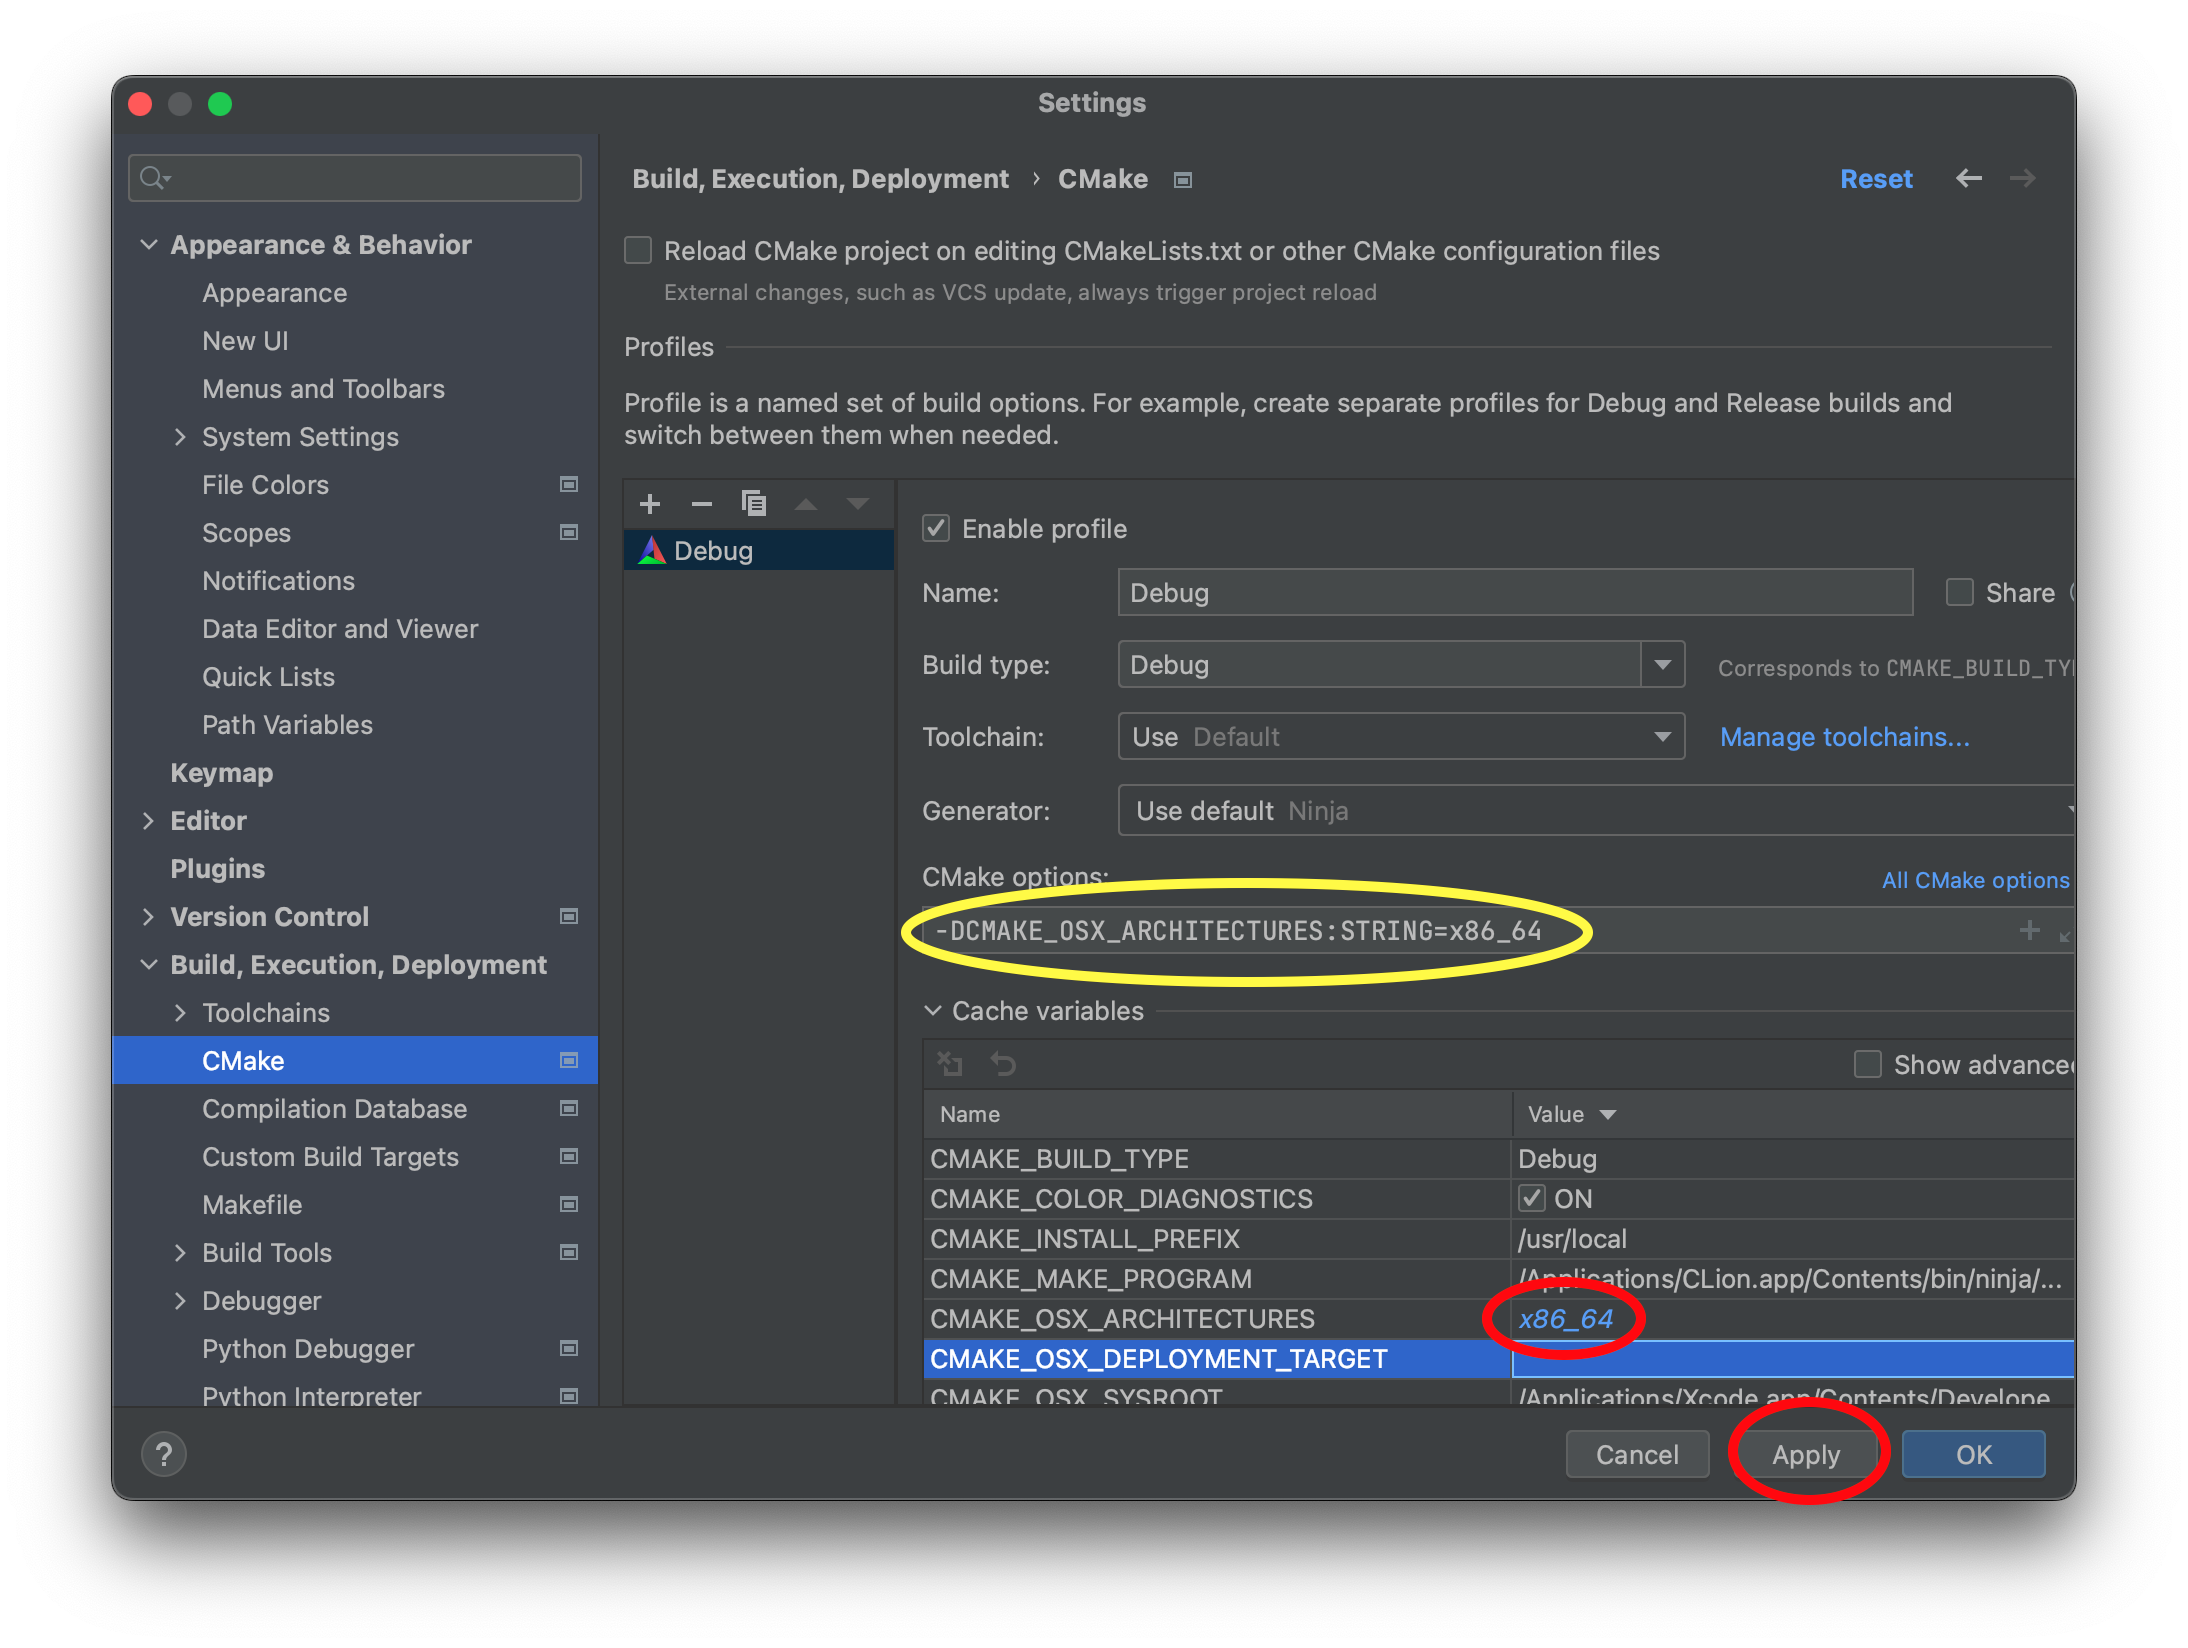 Settings
Appearance & Behavior
Appearance
New UI
Menus and Toolbars
System Settings
File Colors
Scopes
Notifications
Data Editor and Viewer
Quick Lists
Path Variables
Keymap
Editor
Plugins
Version Control
Build, Execution, Deployment
Toolchains
CMake
Compilation Database
Custom Build Targets
Makefile
Build Tools
Debugger
Python Debugger
Python Interpreter
Build, Execution, Deployment › CMake
Reset
Reload CMake project on editing CMakeLists.txt or other CMake configuration files
External changes, such as VCS update, always trigger project reload
Profiles
Profile is a named set of build options. For example, create separate profiles for Debug and Release builds and
switch between them when needed.
Debug
Enable profile
Name: Debug Share
Build type: Debug Corresponds to CMAKE_BUILD_TY
Toolchain: Use Default Manage toolchains...
Generator: Use default Ninja
CMake options: All CMake options
-DCMAKE_OSX_ARCHITECTURES:STRING=x86_64
Cache variables
Show advanced
Name Value
CMAKE_BUILD_TYPE Debug
CMAKE_COLOR_DIAGNOSTICS ON
CMAKE_INSTALL_PREFIX /usr/local
CMAKE_MAKE_PROGRAM /Applications/CLion.app/Contents/bin/ninja/...
CMAKE_OSX_ARCHITECTURES x86_64
CMAKE_OSX_DEPLOYMENT_TARGET
CMAKE_OSX_SYSROOT /Applications/Xcode.app/Contents/Develope
?
Cancel Apply OK